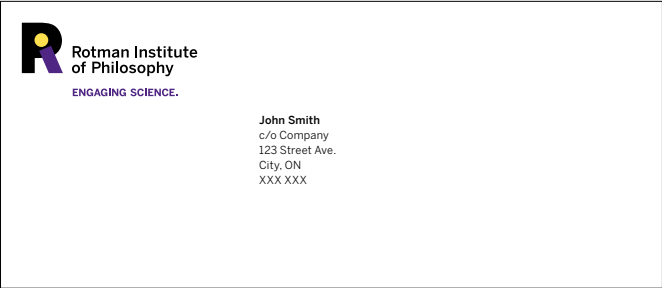 Rotman Institute
of Philosophy
ENGAGING SCIENCE.
John Smith
c/o Company
123 Street Ave.
City, ON
XXX XXX